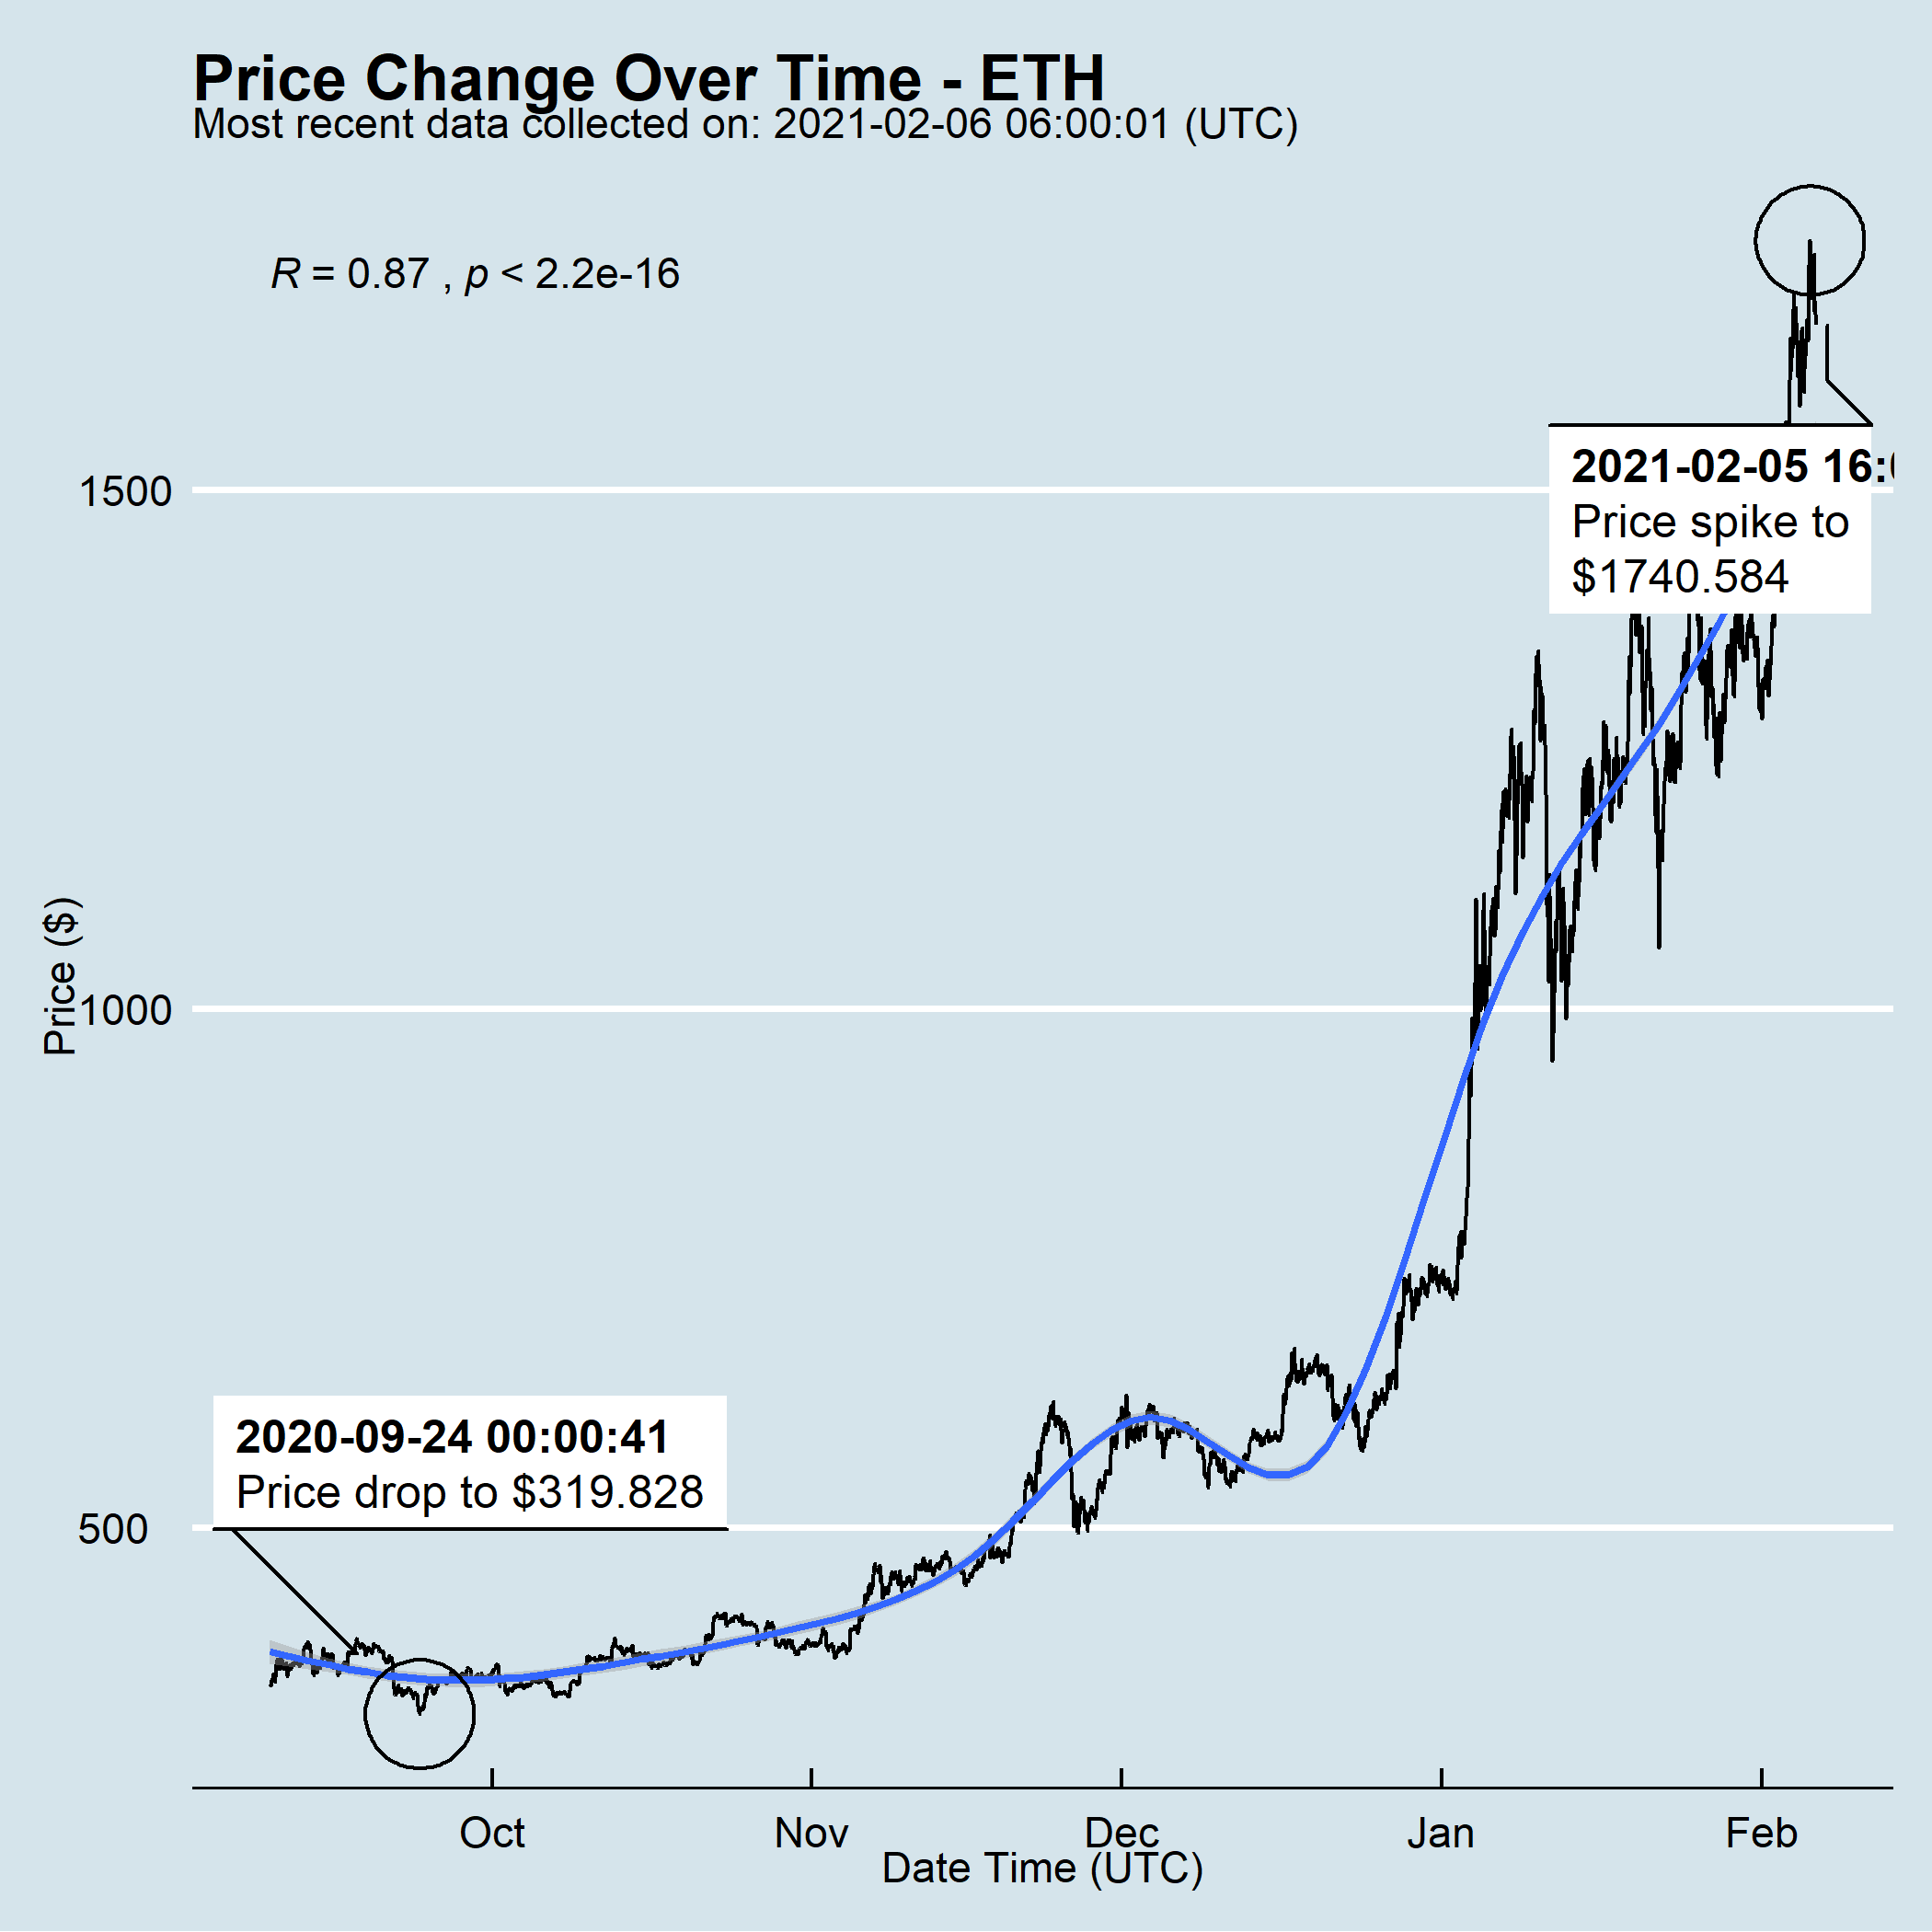 Price Change Over Time - ETH
Most recent data collected on: 2021-02-06 06:00:01 (UTC)
R = 0.87 , p < 2.2e-16
1500
2021-02-05 16:
Price spike to
$1740.584
Price ($)
1000
2020-09-24 00:00:41
Price drop to $319.828
500
Oct
Nov
Dec
Jan
Feb
Date Time (UTC)